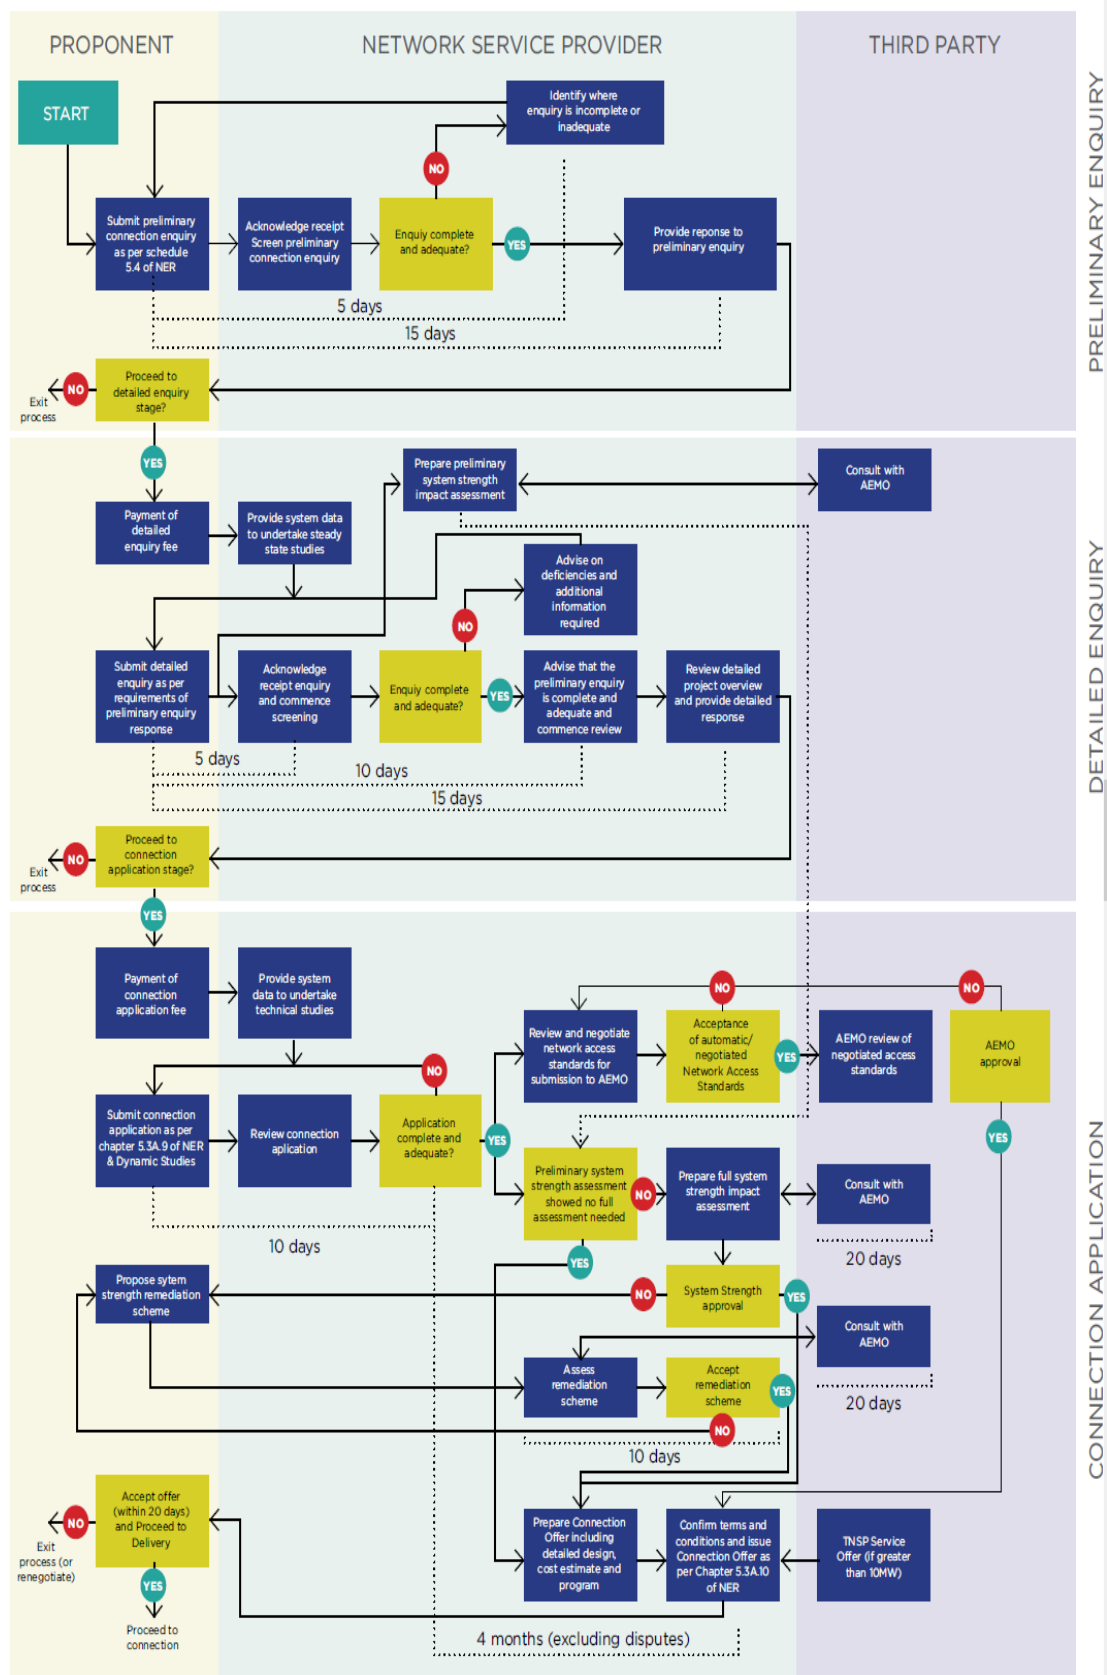 PROPONENT
NETWORK SERVICE PROVIDER
THIRD PARTY
PRELIMINARY ENQUIRY
START
Identify where
enquiry is incomplete or
inadequate
NO
Submit preliminary
connection enquiry
as per schedule
5.4 of NER
Acknowledge receipt
Screen preliminary
connection enquiry
Enquiy complete
and adequate?
YES
Provide reponse to
preliminary enquiry
5 days
15 days
Proceed to
detailed enquiry
stage?
NO
Exit
process
YES
DETAILED ENQUIRY
Prepare preliminary
system strength
impact assessment
Consult with
AEMO
Payment of
detailed
enquiry fee
Provide system data
to undertake steady
state studies
Advise on
deficiencies and
additional
information
required
NO
Submit detailed
enquiry as per
requirements of
preliminary enquiry
response
Acknowledge
receipt enquiry
and commence
screening
Enquiy complete
and adequate?
YES
Advise that the
preliminary enquiry
is complete and
adequate and
commence review
Review detailed
project overview
and provide detailed
response
5 days
10 days
15 days
Proceed to
connection
application stage?
NO
Exit
process
YES
CONNECTION APPLICATION
Payment of
connection
application fee
Provide system
data to undertake
technical studies
NO
NO
Review and negotiate
network access
standards for
submission to AEMO
Acceptance
of automatic/
negotiated
Network Access
Standards
YES
AEMO review of
negotiated access
standards
AEMO
approval
NO
YES
Submit connection
application as per
chapter 5.3A.9 of NER
& Dynamic Studies
Review connection
aplication
Application
complete and
adequate?
YES
Preliminary system
strength assessment
showed no full
assessment needed
NO
Prepare full system
strength impact
assessment
Consult with
AEMO
10 days
20 days
YES
Propose sytem
strength remediation
scheme
NO
System Strength
approval
YES
Consult with
AEMO
Assess
remediation
scheme
Accept
remediation
scheme
YES
20 days
NO
10 days
Accept offer
(within 20 days)
and Proceed to
Delivery
NO
Exit
process (or
renegotiate)
YES
Proceed to
connection
Prepare Connection
Offer including
detailed design,
cost estimate and
program
Confirm terms and
conditions and issue
Connection Offer as
per Chapter 5.3A.10
of NER
TNSP Service
Offer (if greater
than 10MW)
4 months (excluding disputes)